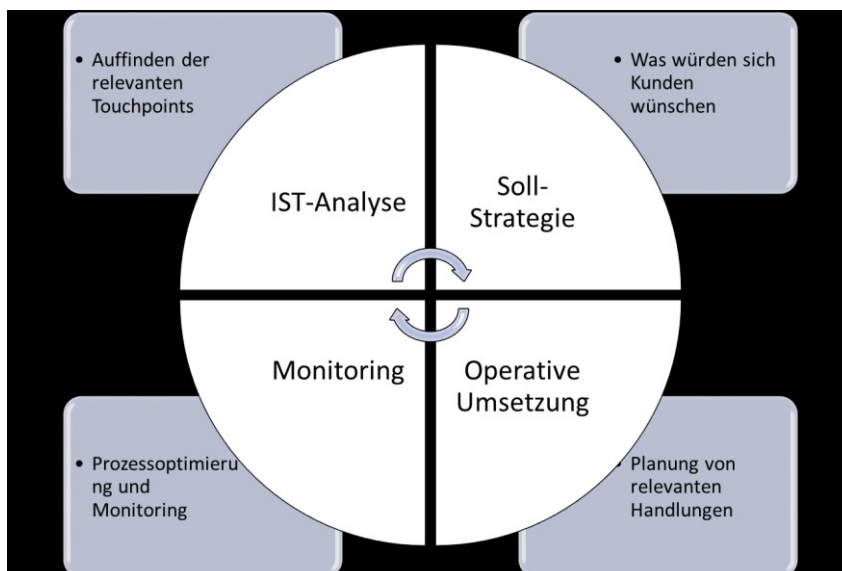 • Auffinden der
relevanten
Touchpoints
• Was würden sich
Kunden
wünschen
IST-Analyse
Soll-
Strategie
Monitoring
Operative
Umsetzung
• Prozessoptimieru
ng und
Monitoring
• Planung von
relevanten
Handlungen